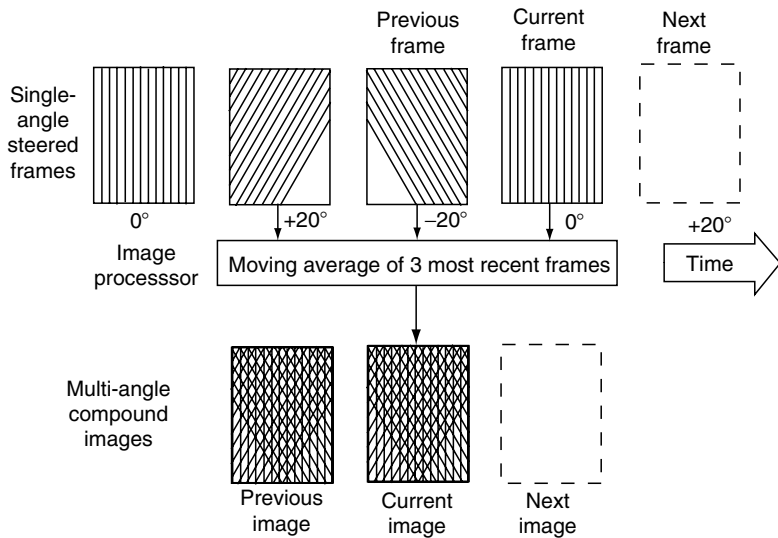 Previous
frame
Current
frame
Next
frame
Single-
angle
steered
frames
0°
+20°
−20°
0°
+20°
Image
processsor
Moving average of 3 most recent frames
Time
Multi-angle
compound
images
Previous
image
Current
image
Next
image